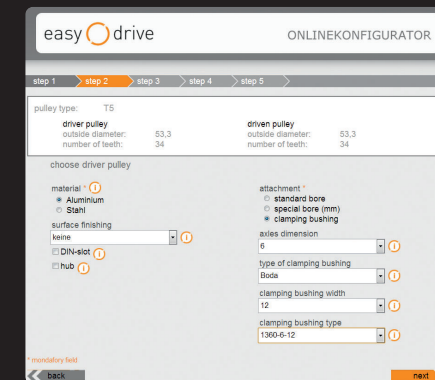 easy drive
ONLINEKONFIGURATOR
step 1 step 2 step 3 step 4 step 5
pulley type: T5
driver pulley driven pulley
outside diameter: 53,3 outside diameter: 53,3
number of teeth: 34 number of teeth: 34
choose driver pulley
material * i
Aluminium
Stahl
surface finishing
keine i
DIN-slot i
hub i
attachment *
standard bore
special bore (mm)
clamping bushing
axles dimension
6 i
type of clamping bushing
Boda i
clamping bushing width
12 i
clamping bushing type
1360-6-12 i
* mondatory field
back next